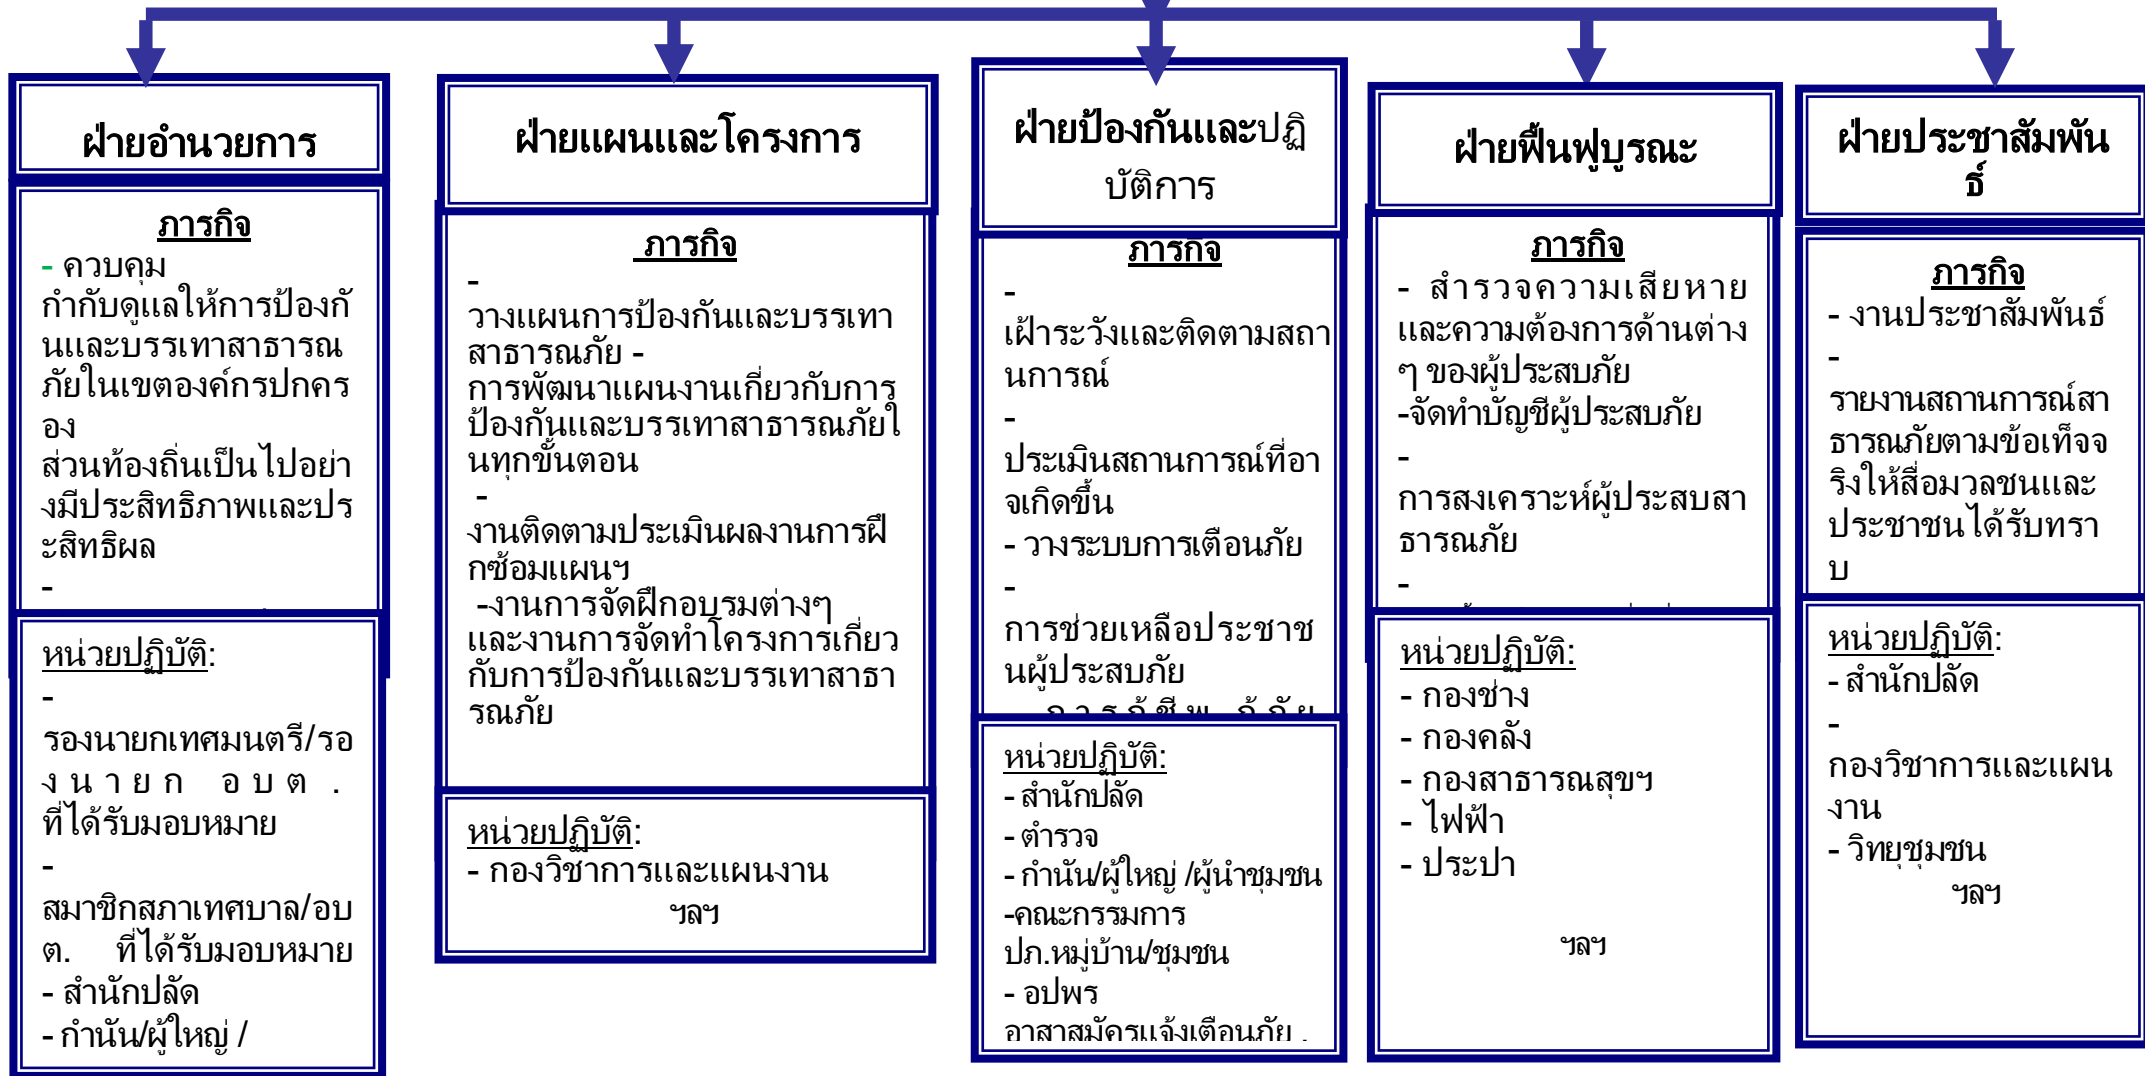 ฝ่ายอำนวยการ
ภารกิจ
- ควบคุม
กำกับดูแลให้การป้องกั
นและบรรเทาสาธารณ
ภัยในเขตองค์กรปกคร
อง
ส่วนท้องถิ่นเป็นไปอย่า
งมีประสิทธิภาพและปร
ะสิทธิผล
-
หน่วยปฏิบัติ:
-
รองนายกเทศมนตรี/รอ
งนายก อบต.
ที่ได้รับมอบหมาย
-
สมาชิกสภาเทศบาล/อบ
ต. ที่ได้รับมอบหมาย
- สำนักปลัด
- กำนัน/ผู้ใหญ่ /
ฝ่ายแผนและโครงการ
ภารกิจ
-
วางแผนการป้องกันและบรรเทา
สาธารณภัย -
การพัฒนาแผนงานเกี่ยวกับการ
ป้องกันและบรรเทาสาธารณภัยใ
นทุกขั้นตอน
-
งานติดตามประเมินผลงานการฝึ
กซ้อมแผนฯ
-งานการจัดฝึกอบรมต่างๆ
และงานการจัดทำโครงการเกี่ยว
กับการป้องกันและบรรเทาสาธา
รณภัย
หน่วยปฏิบัติ:
- กองวิชาการและแผนงาน
ฯลฯ
ฝ่ายป้องกันและปฏิ
บัติการ
ภารกิจ
-
เฝ้าระวังและติดตามสถา
นการณ์
-
ประเมินสถานการณ์ที่อา
จเกิดขึ้น
- วางระบบการเตือนภัย
-
การช่วยเหลือประชาช
นผู้ประสบภัย
การกู้ชีพ กู้ภัย
หน่วยปฏิบัติ:
- สำนักปลัด
- ตำรวจ
- กำนัน/ผู้ใหญ่ /ผู้นำชุมชน
-คณะกรรมการ
ปภ.หมู่บ้าน/ชุมชน
- อปพร
อาสาสมัครแจ้งเตือนภัย .
ฝ่ายฟื้นฟูบูรณะ
ภารกิจ
- สำรวจความเสียหาย
และความต้องการด้านต่าง
ๆ ของผู้ประสบภัย
-จัดทำบัญชีผู้ประสบภัย
-
การสงเคราะห์ผู้ประสบสา
ธารณภัย
-
หน่วยปฏิบัติ:
- กองช่าง
- กองคลัง
- กองสาธารณสุขฯ
- ไฟฟ้า
- ประปา
ฯลฯ
ฝ่ายประชาสัมพัน
ธ์
ภารกิจ
- งานประชาสัมพันธ์
-
รายงานสถานการณ์สา
ธารณภัยตามข้อเท็จจ
ริงให้สื่อมวลชนและ
ประชาชนได้รับทรา
บ
หน่วยปฏิบัติ:
- สำนักปลัด
-
กองวิชาการและแผน
งาน
- วิทยุชุมชน
ฯลฯ